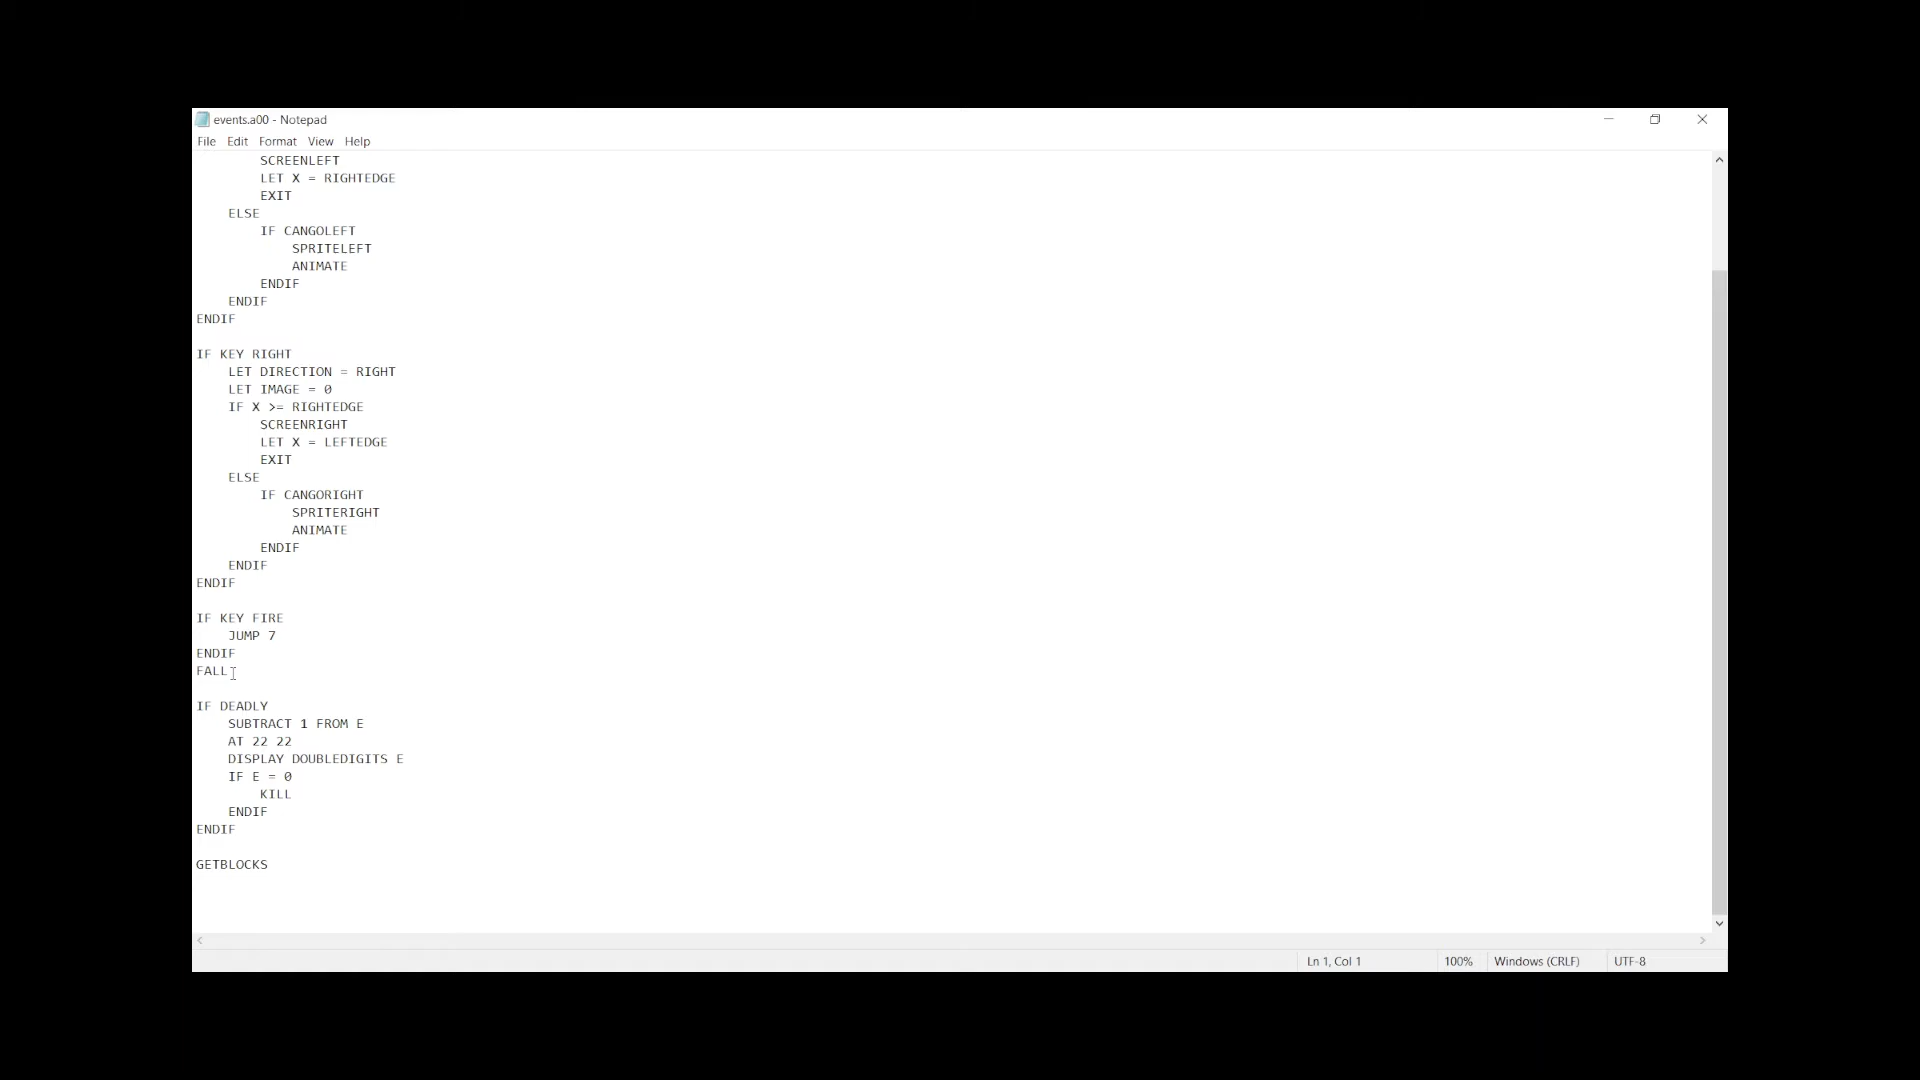 events.a00 - Notepad
File Edit Format View Help
SCREENLEFT
LET X = RIGHTEDGE
EXIT
ELSE
IF CANGOLEFT
SPRITELEFT
ANIMATE
ENDIF
ENDIF
ENDIF
IF KEY RIGHT
LET DIRECTION = RIGHT
LET IMAGE = 0
IF X >= RIGHTEDGE
SCREENRIGHT
LET X = LEFTEDGE
EXIT
ELSE
IF CANGORIGHT
SPRITERIGHT
ANIMATE
ENDIF
ENDIF
ENDIF
IF KEY FIRE
JUMP 7
ENDIF
FALL
IF DEADLY
SUBTRACT 1 FROM E
AT 22 22
DISPLAY DOUBLEDIGITS E
IF E = 0
KILL
ENDIF
ENDIF
GETBLOCKS
Ln 1, Col 1 100% Windows (CRLF) UTF-8